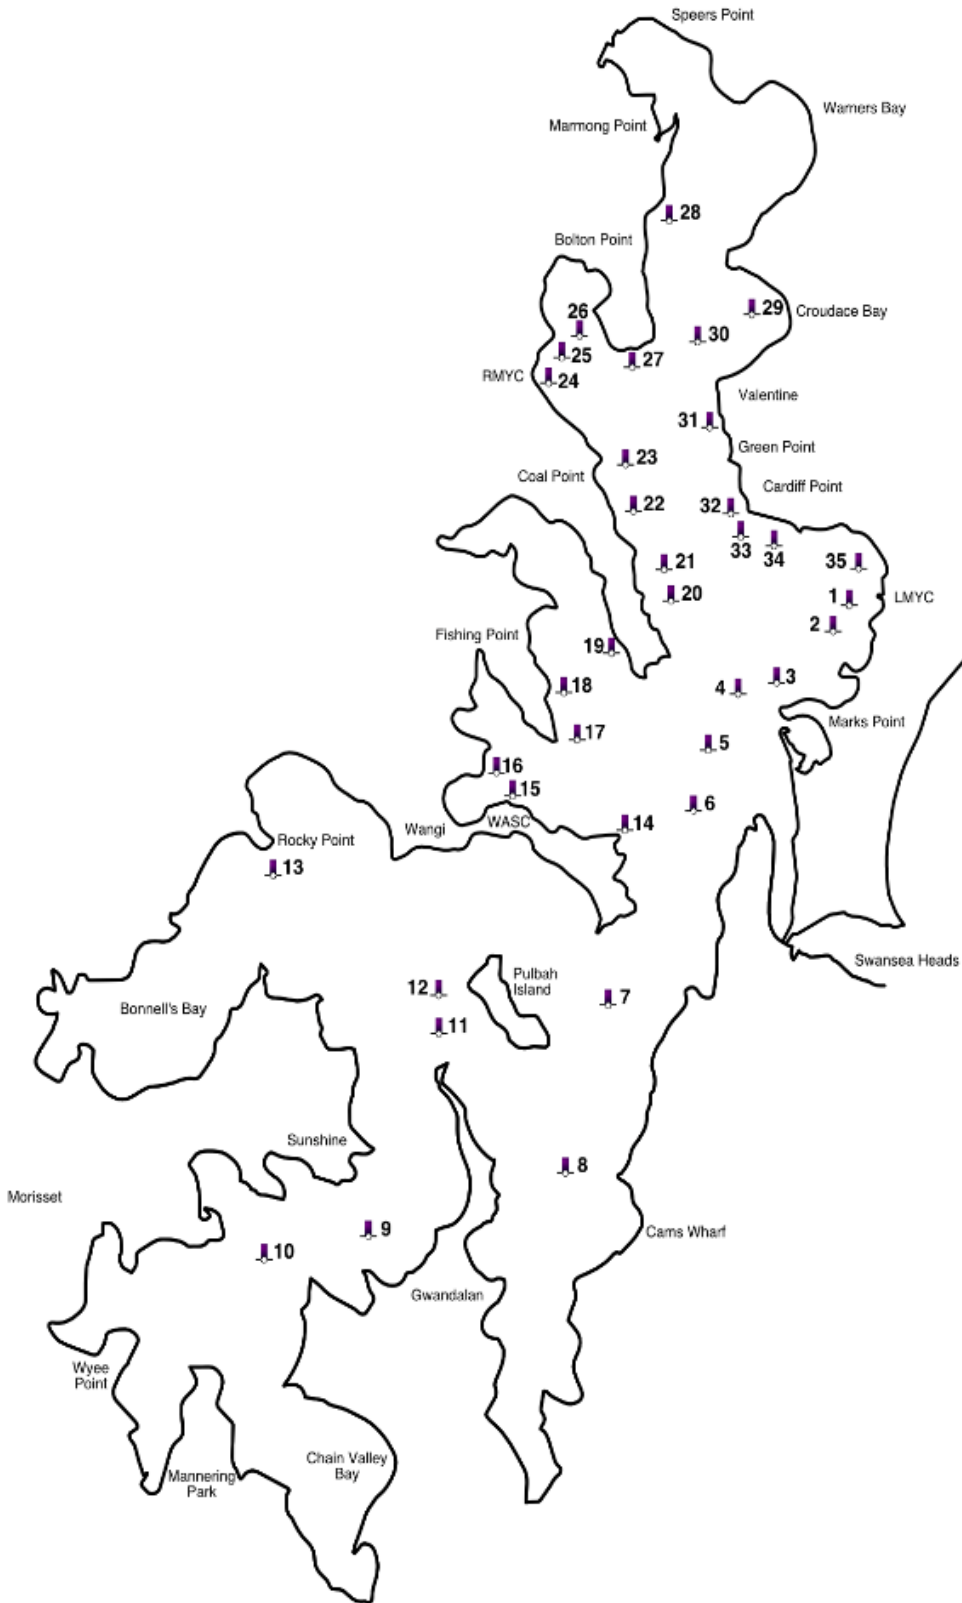 Speers Point
Warners Bay
Marmong Point
28
Bolton Point
29
Croudace Bay
26
30
25
27
RMYC
24
Valentine
31
Green Point
23
Coal Point
Cardiff Point
22
32
33
34
35
21
20
1
LMYC
2
Fishing Point
19
3
4
18
Marks Point
17
5
16
15
6
WASC
14
Wangi
Rocky Point
13
Swansea Heads
Pulbah
Island
12
7
Bonnell's Bay
11
Sunshine
8
Morisset
9
Cams Wharf
10
Gwandalan
Wyee
Point
Chain Valley
Bay
Mannering
Park